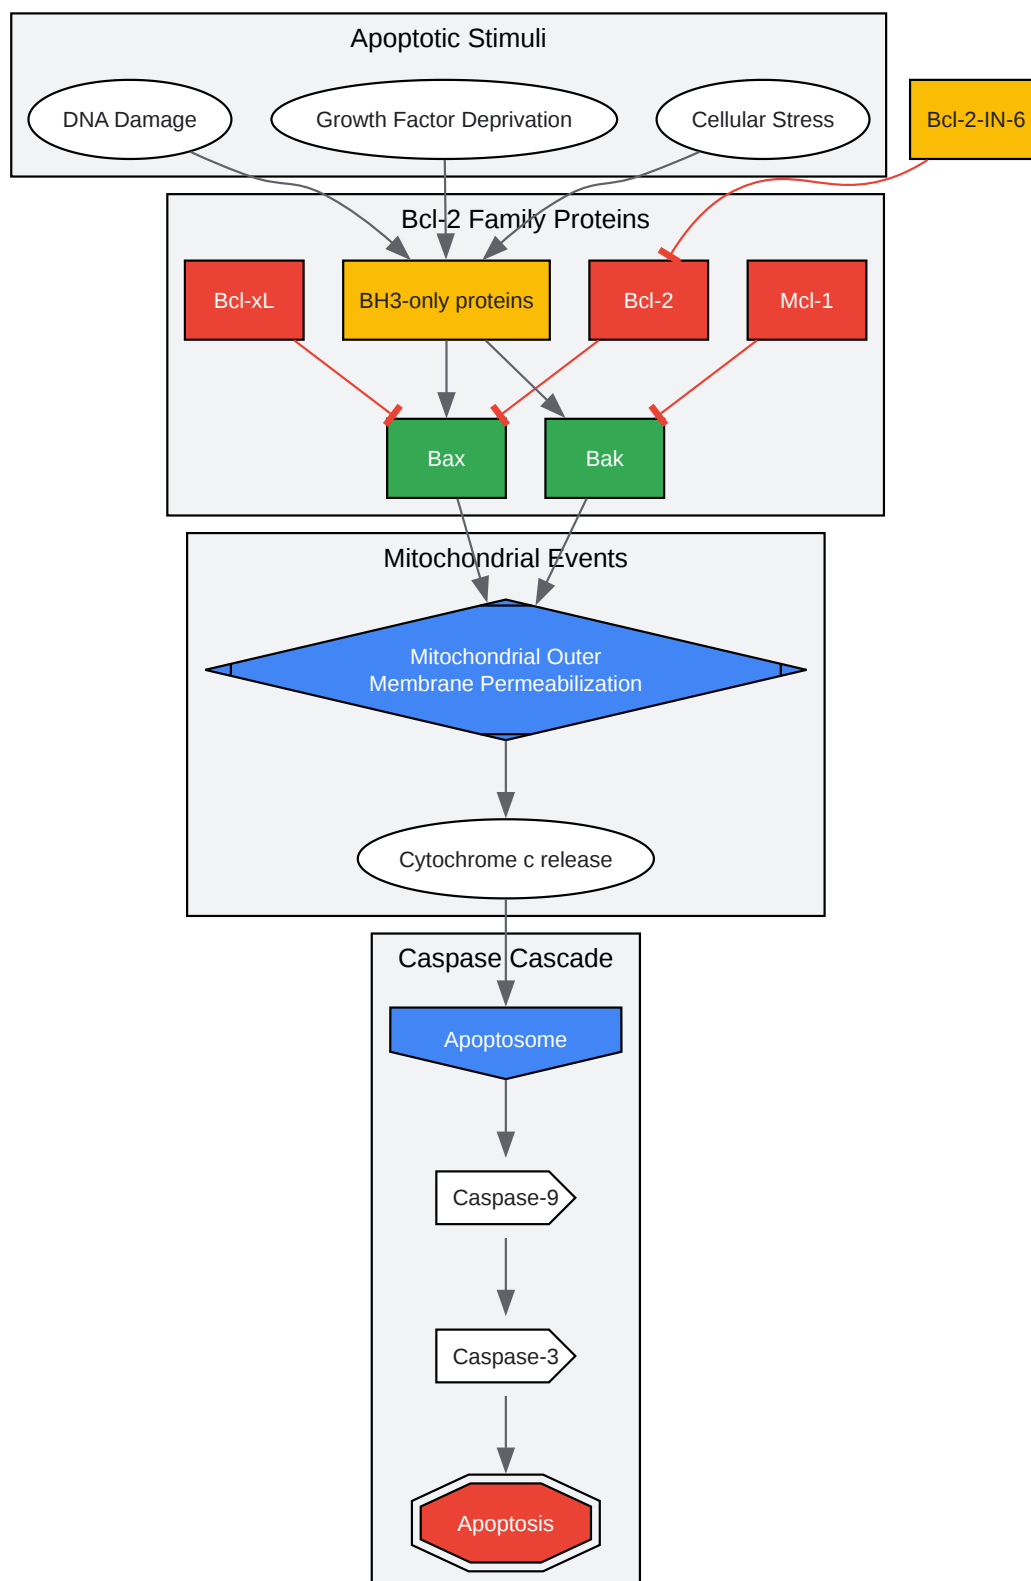 Apoptotic Stimuli
DNA Damage
Growth Factor Deprivation
Cellular Stress
Bcl-2-IN-6
Bcl-2 Family Proteins
Bcl-xL
BH3-only proteins
Bcl-2
Mcl-1
Bax
Bak
Mitochondrial Events
Mitochondrial Outer
Membrane Permeabilization
Cytochrome c release
Caspase Cascade
Apoptosome
Caspase-9
Caspase-3
Apoptosis